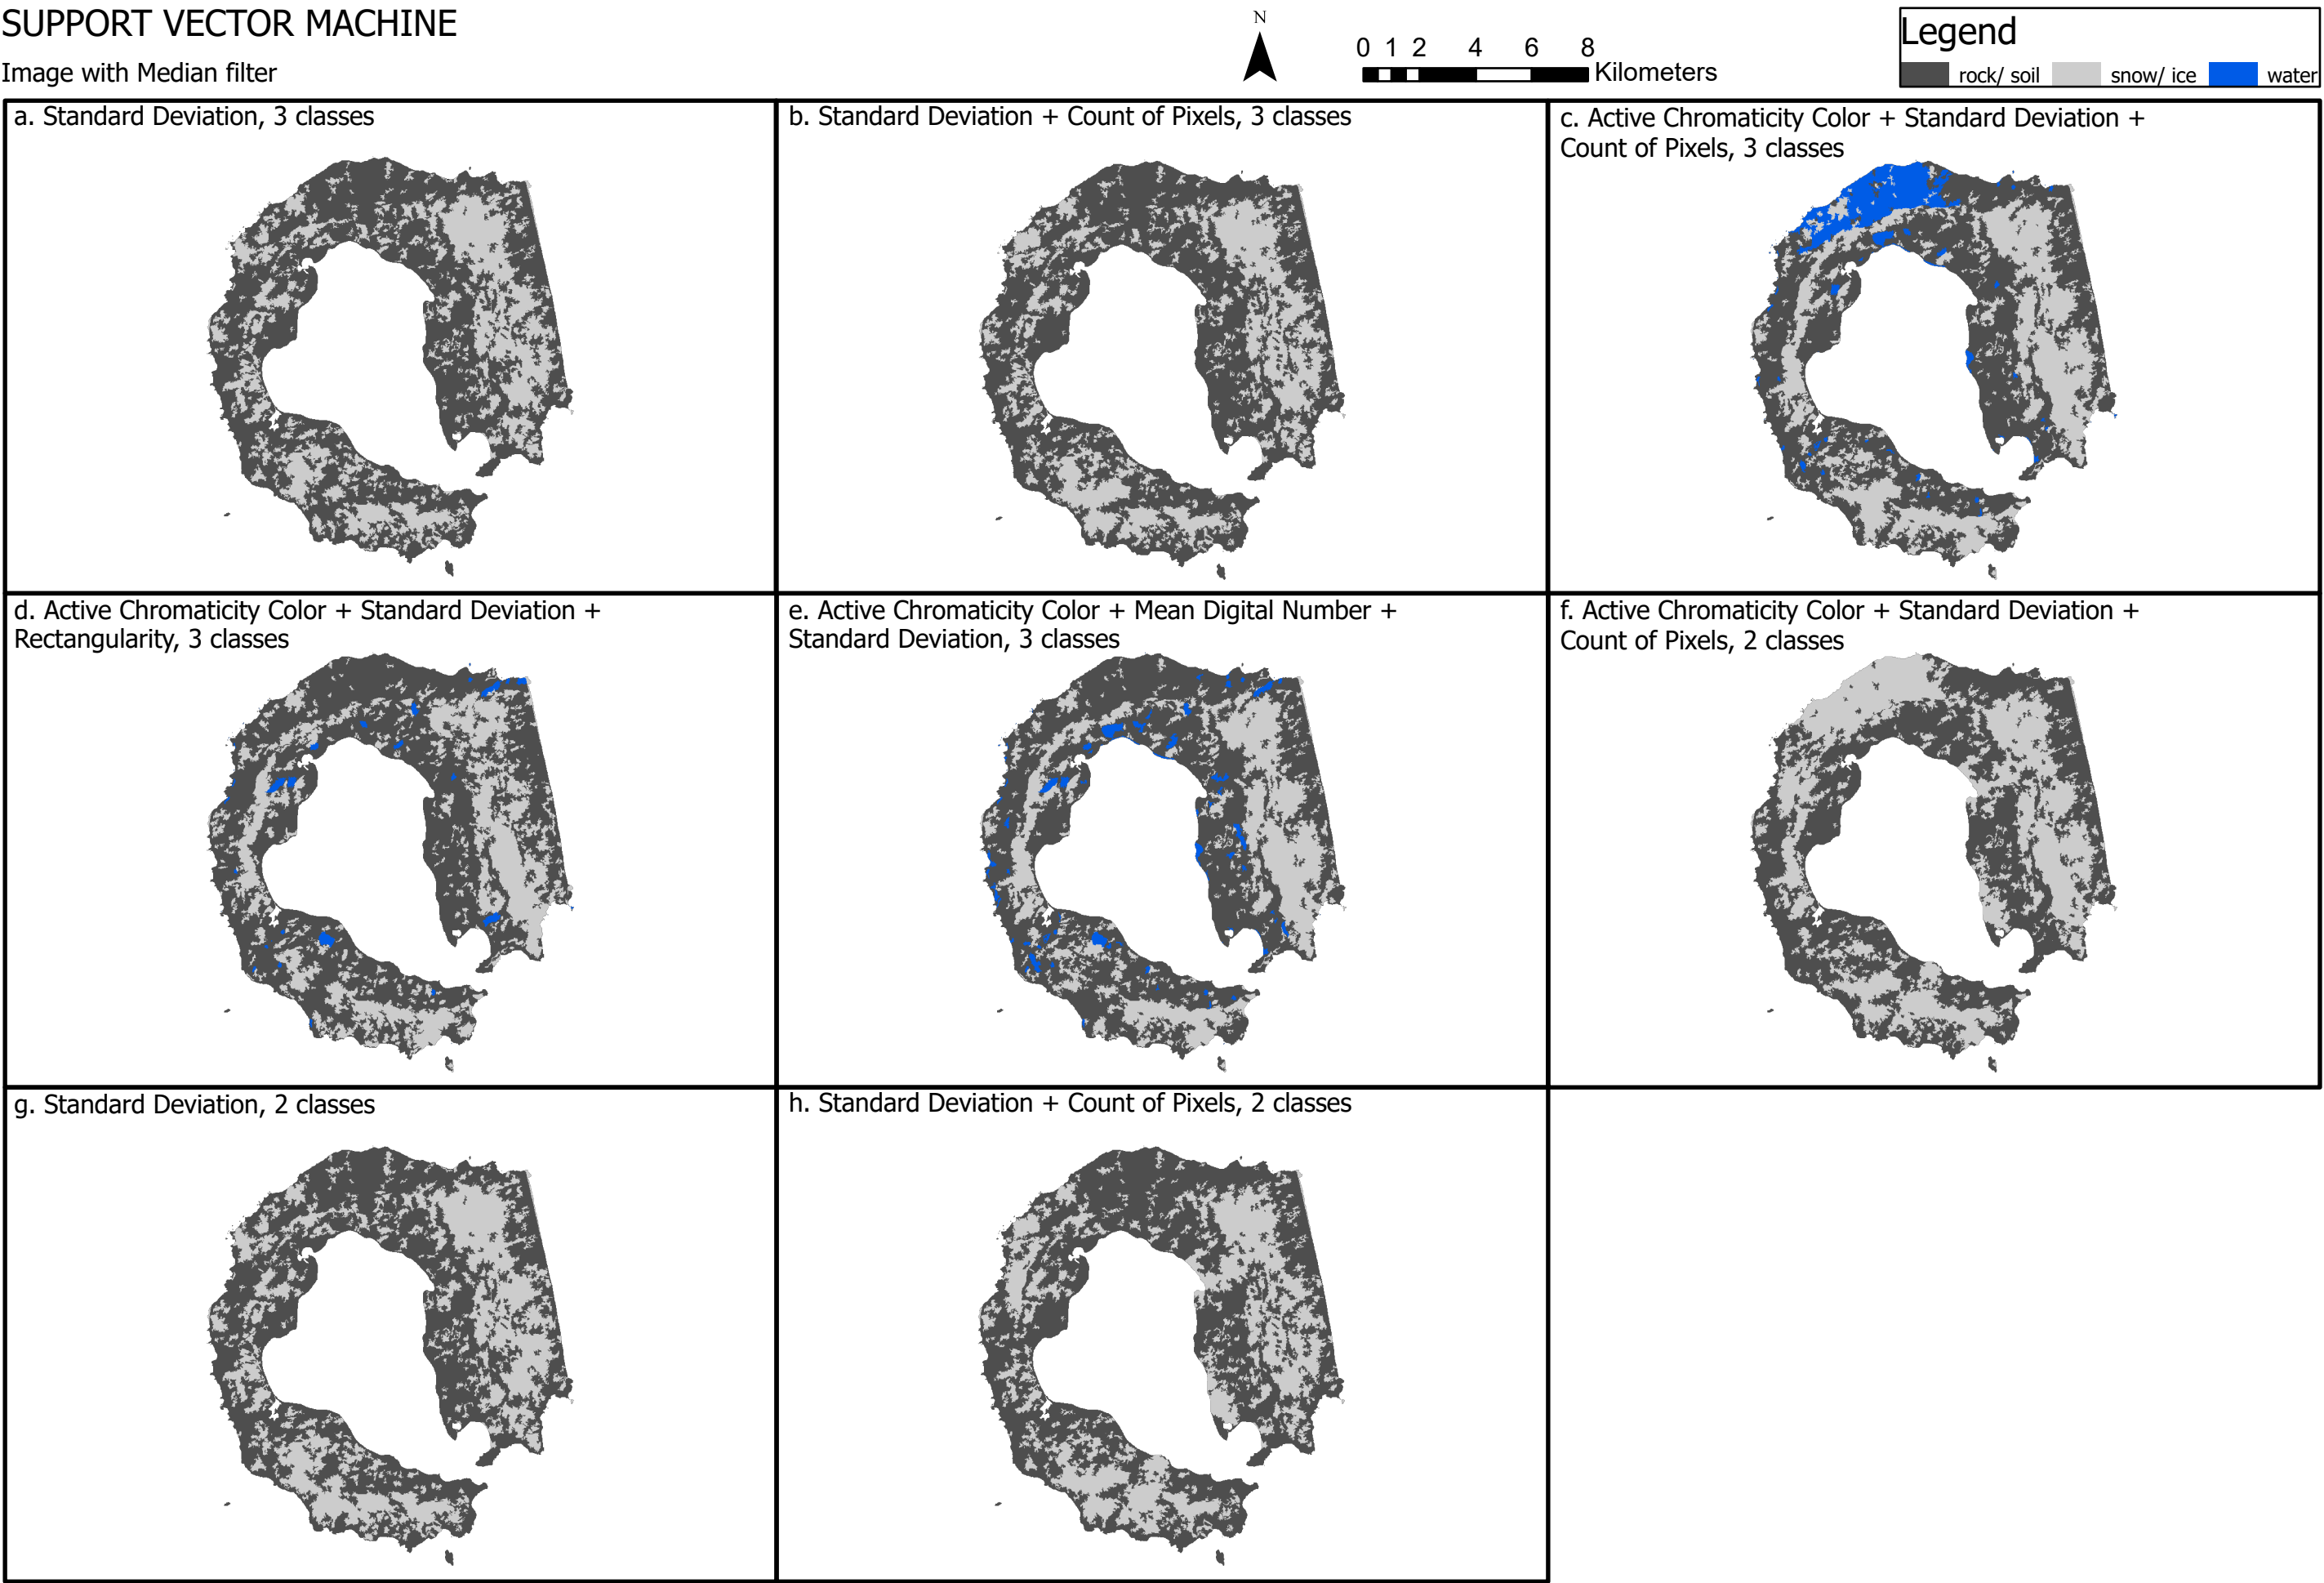 SUPPORT VECTOR MACHINE
Image with Median filter
N
0 1 2 4 6 8
Kilometers
Legend
rock/ soil snow/ ice water
a. Standard Deviation, 3 classes
b. Standard Deviation + Count of Pixels, 3 classes
c. Active Chromaticity Color + Standard Deviation +
Count of Pixels, 3 classes
d. Active Chromaticity Color + Standard Deviation +
Rectangularity, 3 classes
e. Active Chromaticity Color + Mean Digital Number +
Standard Deviation, 3 classes
f. Active Chromaticity Color + Standard Deviation +
Count of Pixels, 2 classes
g. Standard Deviation, 2 classes
h. Standard Deviation + Count of Pixels, 2 classes